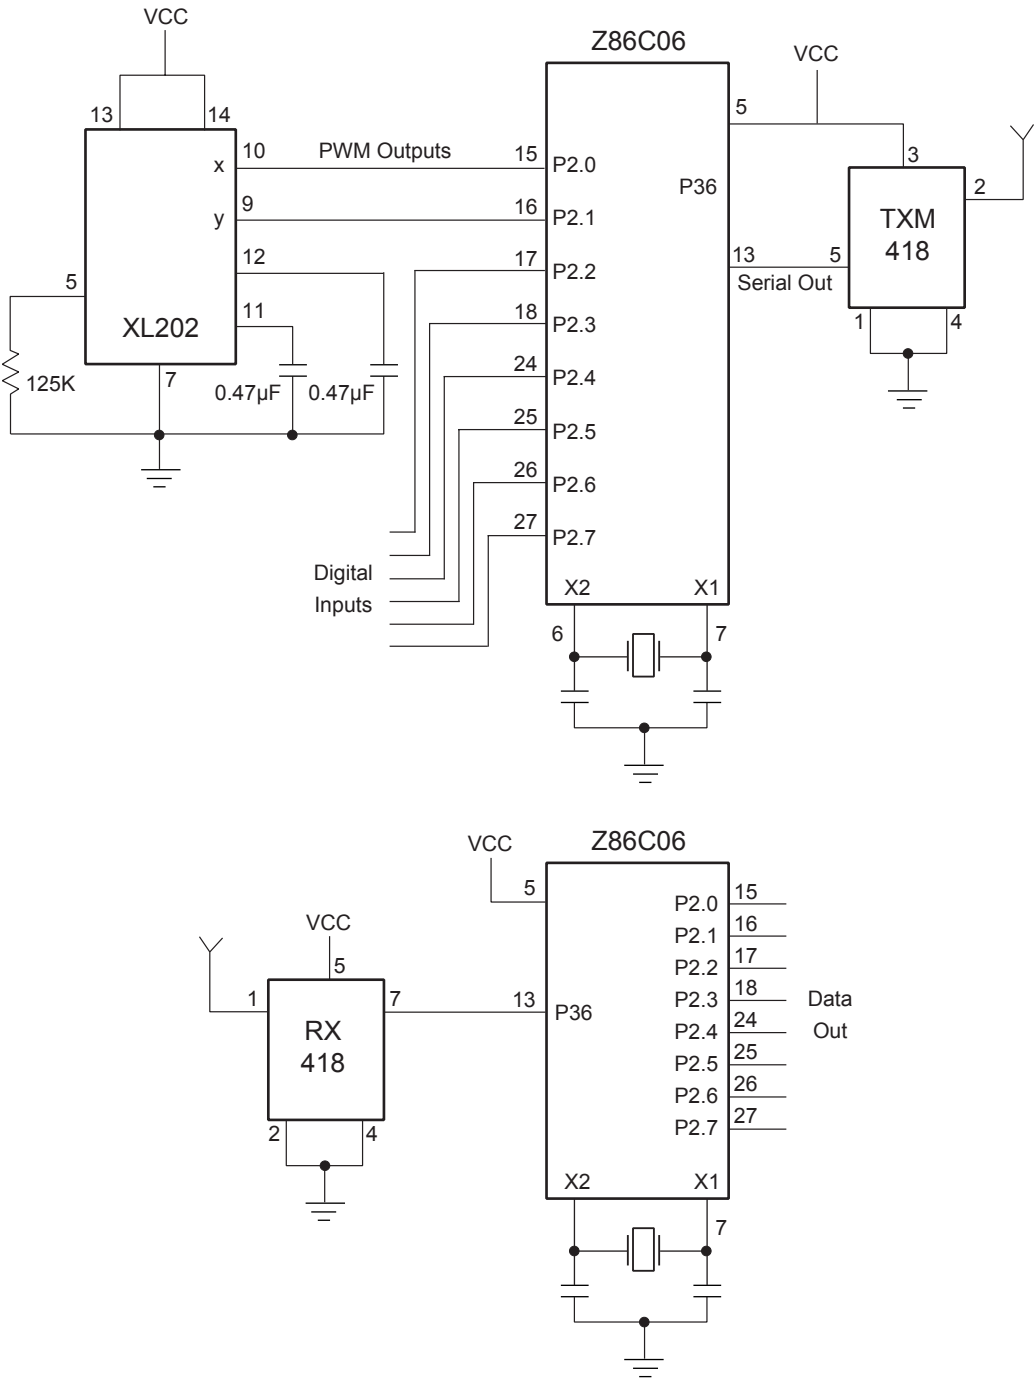 VCC
Z86C06
VCC
13
14
5
x
10
PWM Outputs
15
P2.0
3
P36
2
y
9
16
P2.1
TXM
418
12
17
P2.2
13
5
Serial Out
5
11
18
P2.3
XL202
1
4
125K
7
0.47µF
0.47µF
24
P2.4
25
P2.5
26
P2.6
27
P2.7
Digital
Inputs
X2
X1
6
7
Z86C06
VCC
5
P2.0
15
P2.1
16
VCC
5
P2.2
17
1
7
13
P36
P2.3
18
Data
RX
418
P2.4
24
Out
P2.5
25
P2.6
26
2
4
P2.7
27
X2
X1
7